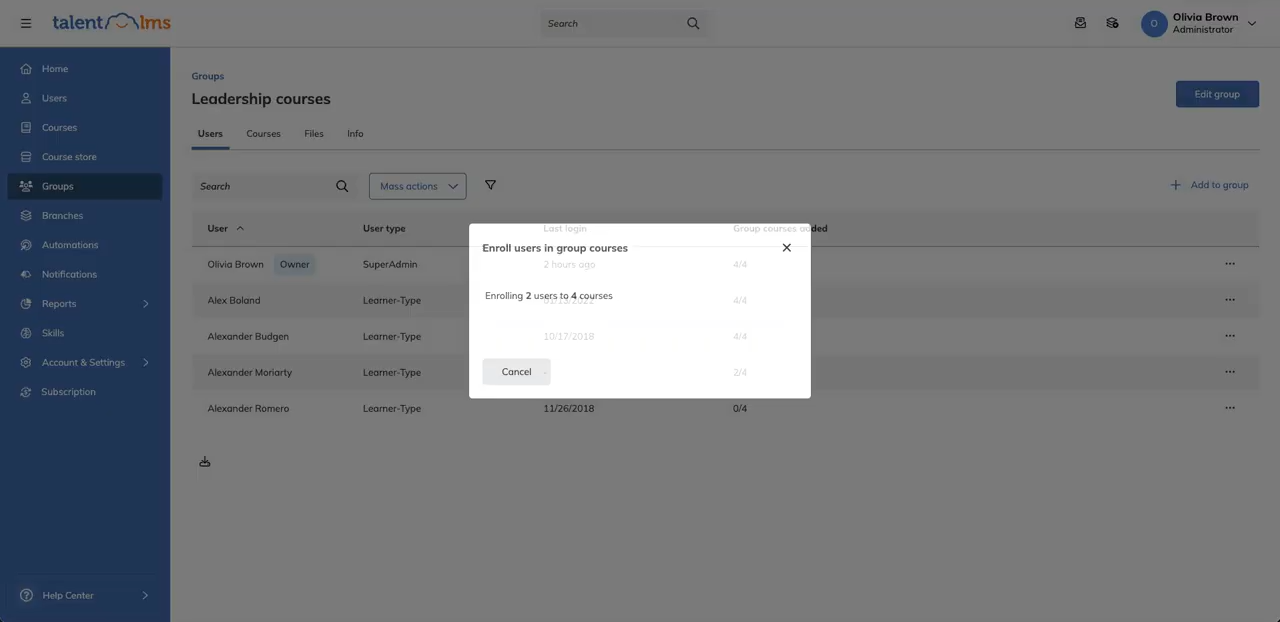 talentlms
Search
O
Olivia Brown
Administrator
Home
Users
Courses
Course store
Groups
Branches
Automations
Notifications
Reports
Skills
Account & Settings
Subscription
Help Center
Groups
Leadership courses
Edit group
Users Courses Files Info
Search
Mass actions
Add to group
User User type Last login Group courses added
Olivia Brown Owner SuperAdmin 2 hours ago 4/4
Alex Boland Learner-Type 4/4
Alexander Budgen Learner-Type 10/17/2018 4/4
Alexander Moriarty Learner-Type - 2/4
Alexander Romero Learner-Type 11/26/2018 0/4
Enroll users in group courses
Enrolling 2 users to 4 courses
Cancel